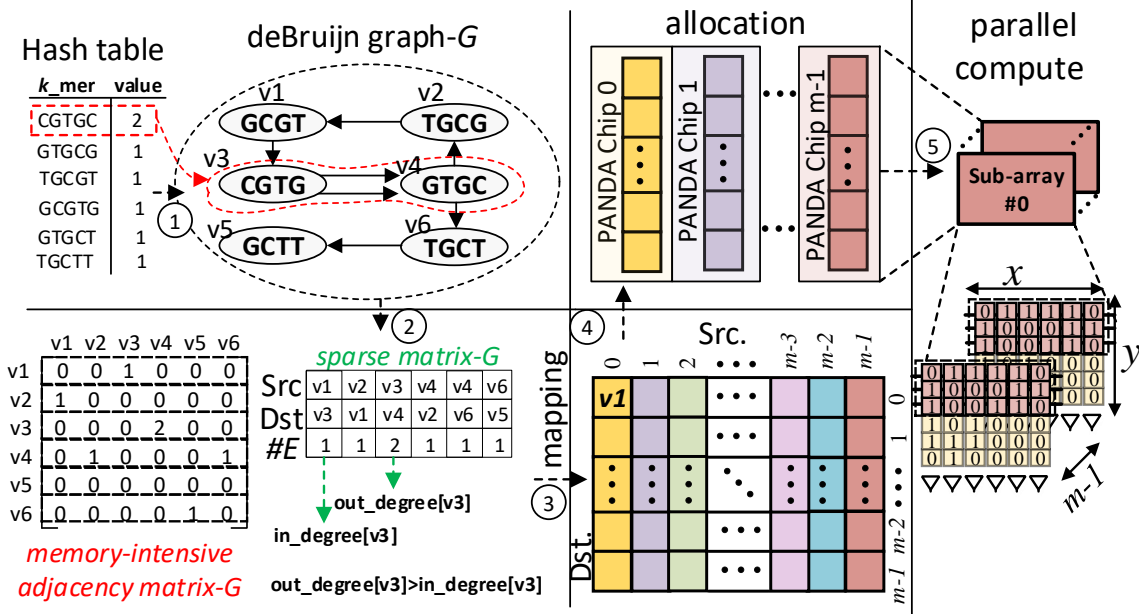 Hash table
k_mer value
CGTGC 2
GTGCG 1
TGCGT 1
GCGTG 1
GTGCT 1
TGCTT 1
1
deBruijn graph-G
v1
GCGT
v2
TGCG
v3
CGTG
v4
GTGC
v5
GCTT
v6
TGCT
2
v1 v2 v3 v4 v5 v6
v1 0 0 1 0 0 0
v2 1 0 0 0 0 0
v3 0 0 0 2 0 0
v4 0 1 0 0 0 1
v5 0 0 0 0 0 0
v6 0 0 0 0 1 0
memory-intensive
adjacency matrix-G
sparse matrix-G
Src v1 v2 v3 v4 v4 v6
Dst v3 v1 v4 v2 v6 v5
#E 1 1 2 1 1 1
out_degree[v3]
in_degree[v3]
out_degree[v3]>in_degree[v3]
mapping
3
4
Src.
0 1 2 m-3 m-2 m-1
v1
Dst.
0
1
m-2
m-1
allocation
PANDA Chip 0
PANDA Chip 1
PANDA Chip m-1
5
parallel
compute
Sub-array
#0
x
y
m-1